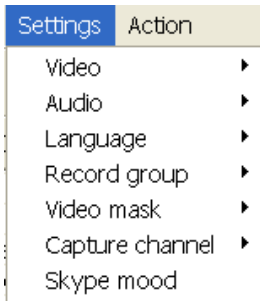 Settings Action
Video
Audio
Language
Record group
Video mask
Capture channel
Skype mood